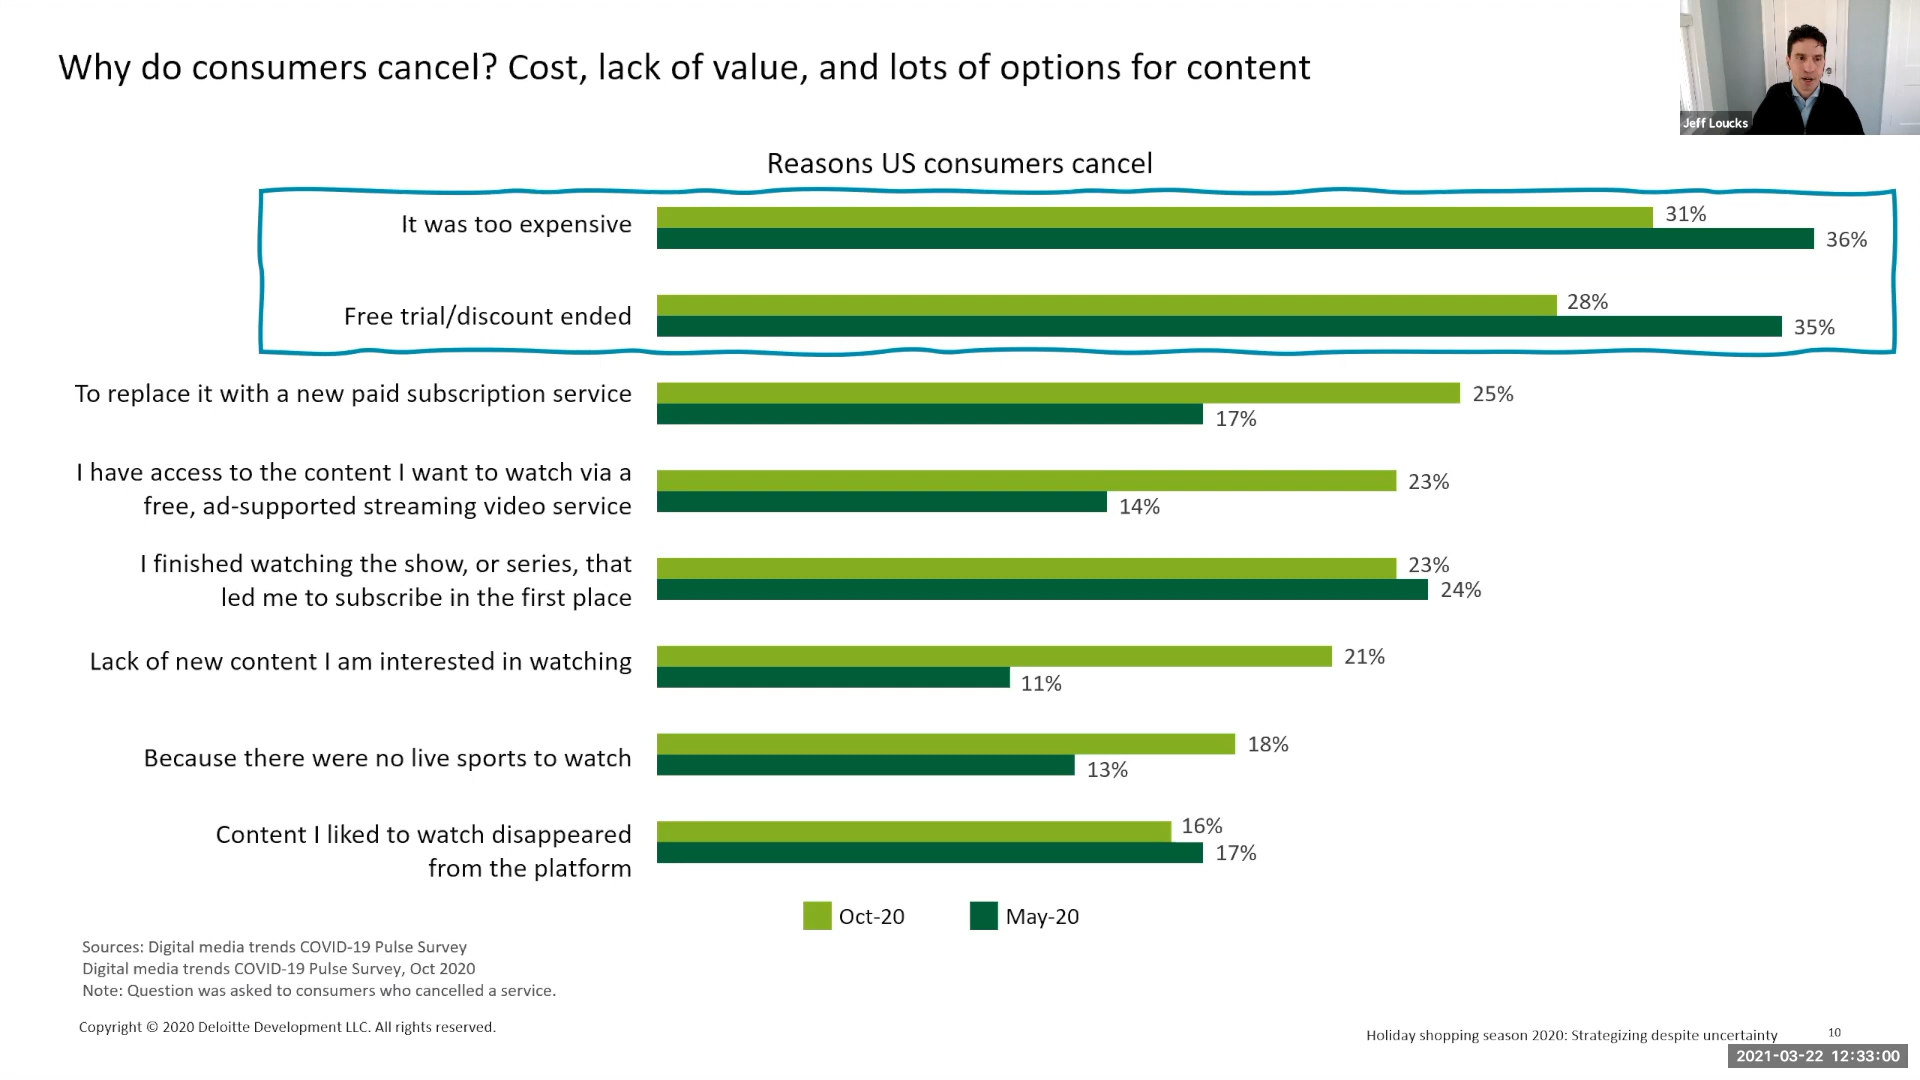 Why do consumers cancel? Cost, lack of value, and lots of options for content
Jeff Loucks
Reasons US consumers cancel
It was too expensive
31%
36%
Free trial/discount ended
28%
35%
To replace it with a new paid subscription service
25%
17%
I have access to the content I want to watch via a
free, ad-supported streaming video service
23%
14%
I finished watching the show, or series, that
led me to subscribe in the first place
23%
24%
Lack of new content I am interested in watching
21%
11%
Because there were no live sports to watch
18%
13%
Content I liked to watch disappeared
from the platform
16%
17%
Oct-20 May-20
Sources: Digital media trends COVID-19 Pulse Survey
Digital media trends COVID-19 Pulse Survey, Oct 2020
Note: Question was asked to consumers who cancelled a service.
Copyright © 2020 Deloitte Development LLC. All rights reserved.
Holiday shopping season 2020: Strategizing despite uncertainty 10
2021-03-22 12:33:00